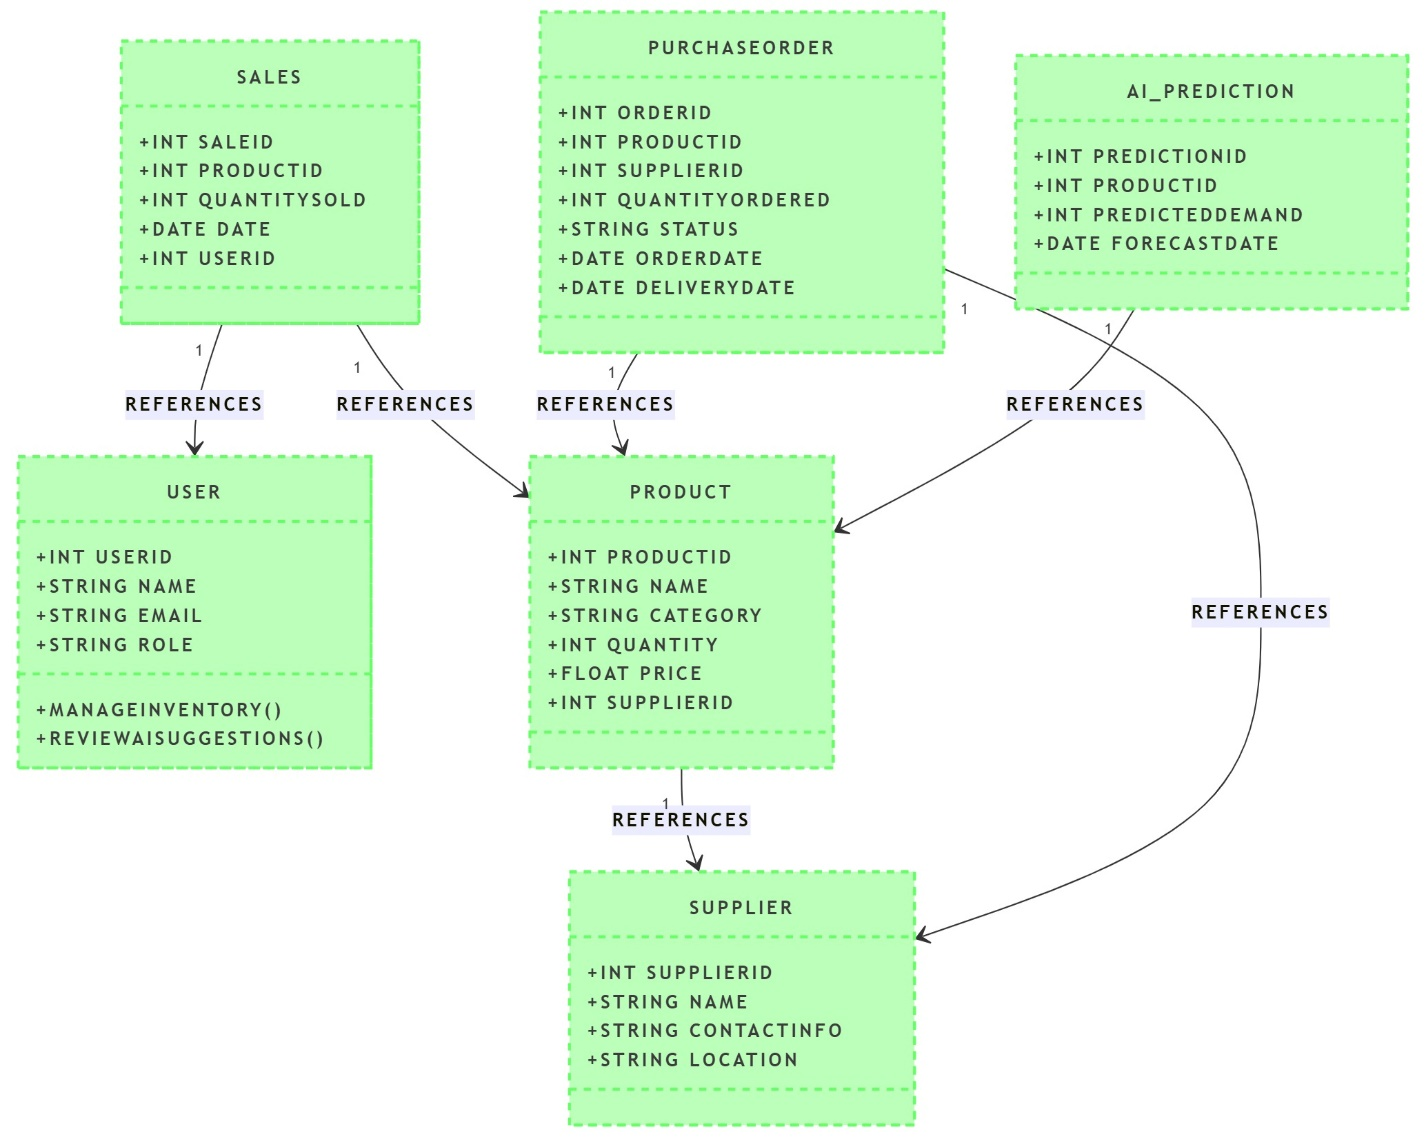 SALES
+INT SALEID
+INT PRODUCTID
+INT QUANTITYSOLD
+DATE DATE
+INT USERID
PURCHASEORDER
+INT ORDERID
+INT PRODUCTID
+INT SUPPLIERID
+INT QUANTITYORDERED
+STRING STATUS
+DATE ORDERDATE
+DATE DELIVERYDATE
AI_PREDICTION
+INT PREDICTIONID
+INT PRODUCTID
+INT PREDICTEDDEMAND
+DATE FORECASTDATE
1
REFERENCES
1
REFERENCES
1
REFERENCES
1
REFERENCES
1
REFERENCES
USER
+INT USERID
+STRING NAME
+STRING EMAIL
+STRING ROLE
+MANAGEINVENTORY()
+REVIEWAISUGGESTIONS()
PRODUCT
+INT PRODUCTID
+STRING NAME
+STRING CATEGORY
+INT QUANTITY
+FLOAT PRICE
+INT SUPPLIERID
1
REFERENCES
SUPPLIER
+INT SUPPLIERID
+STRING NAME
+STRING CONTACTINFO
+STRING LOCATION